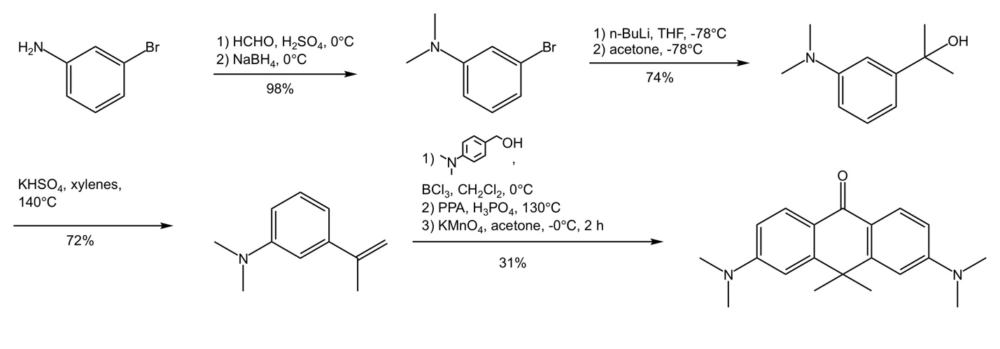 H₂N
Br
1) HCHO, H₂SO₄, 0°C
2) NaBH₄, 0°C
98%
N
Br
1) n-BuLi, THF, -78°C
2) acetone, -78°C
74%
N
OH
KHSO₄, xylenes,
140°C
72%
N
1)
N
OH
,
BCl₃, CH₂Cl₂, 0°C
2) PPA, H₃PO₄, 130°C
3) KMnO₄, acetone, -0°C, 2 h
31%
O
N
N